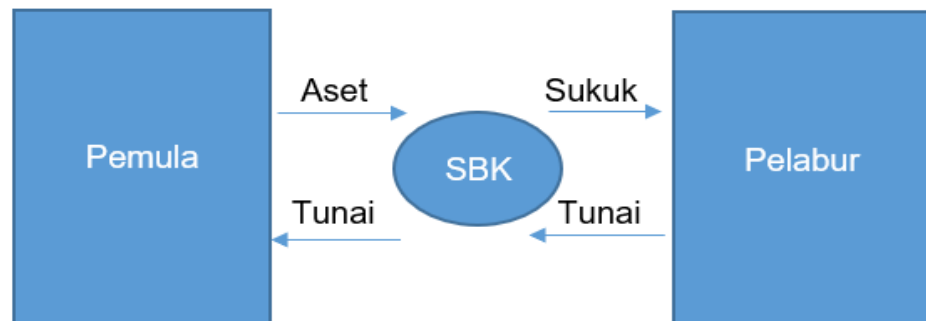 Aset
Sukuk
Pemula
SBK
Pelabur
Tunai
Tunai